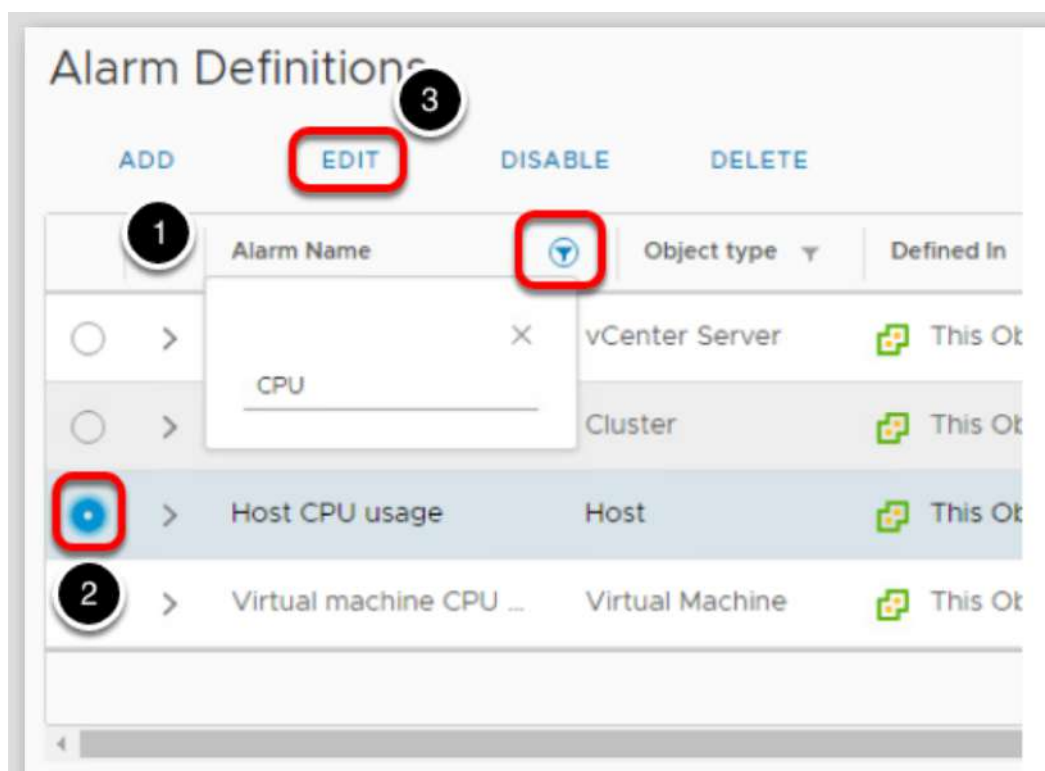 Alarm Definitions
3
ADD EDIT DISABLE DELETE
1
Alarm Name Object type Defined In
vCenter Server This Ob
CPU
Cluster This Ob
Host CPU usage Host This Ob
2
Virtual machine CPU ... Virtual Machine This Ob